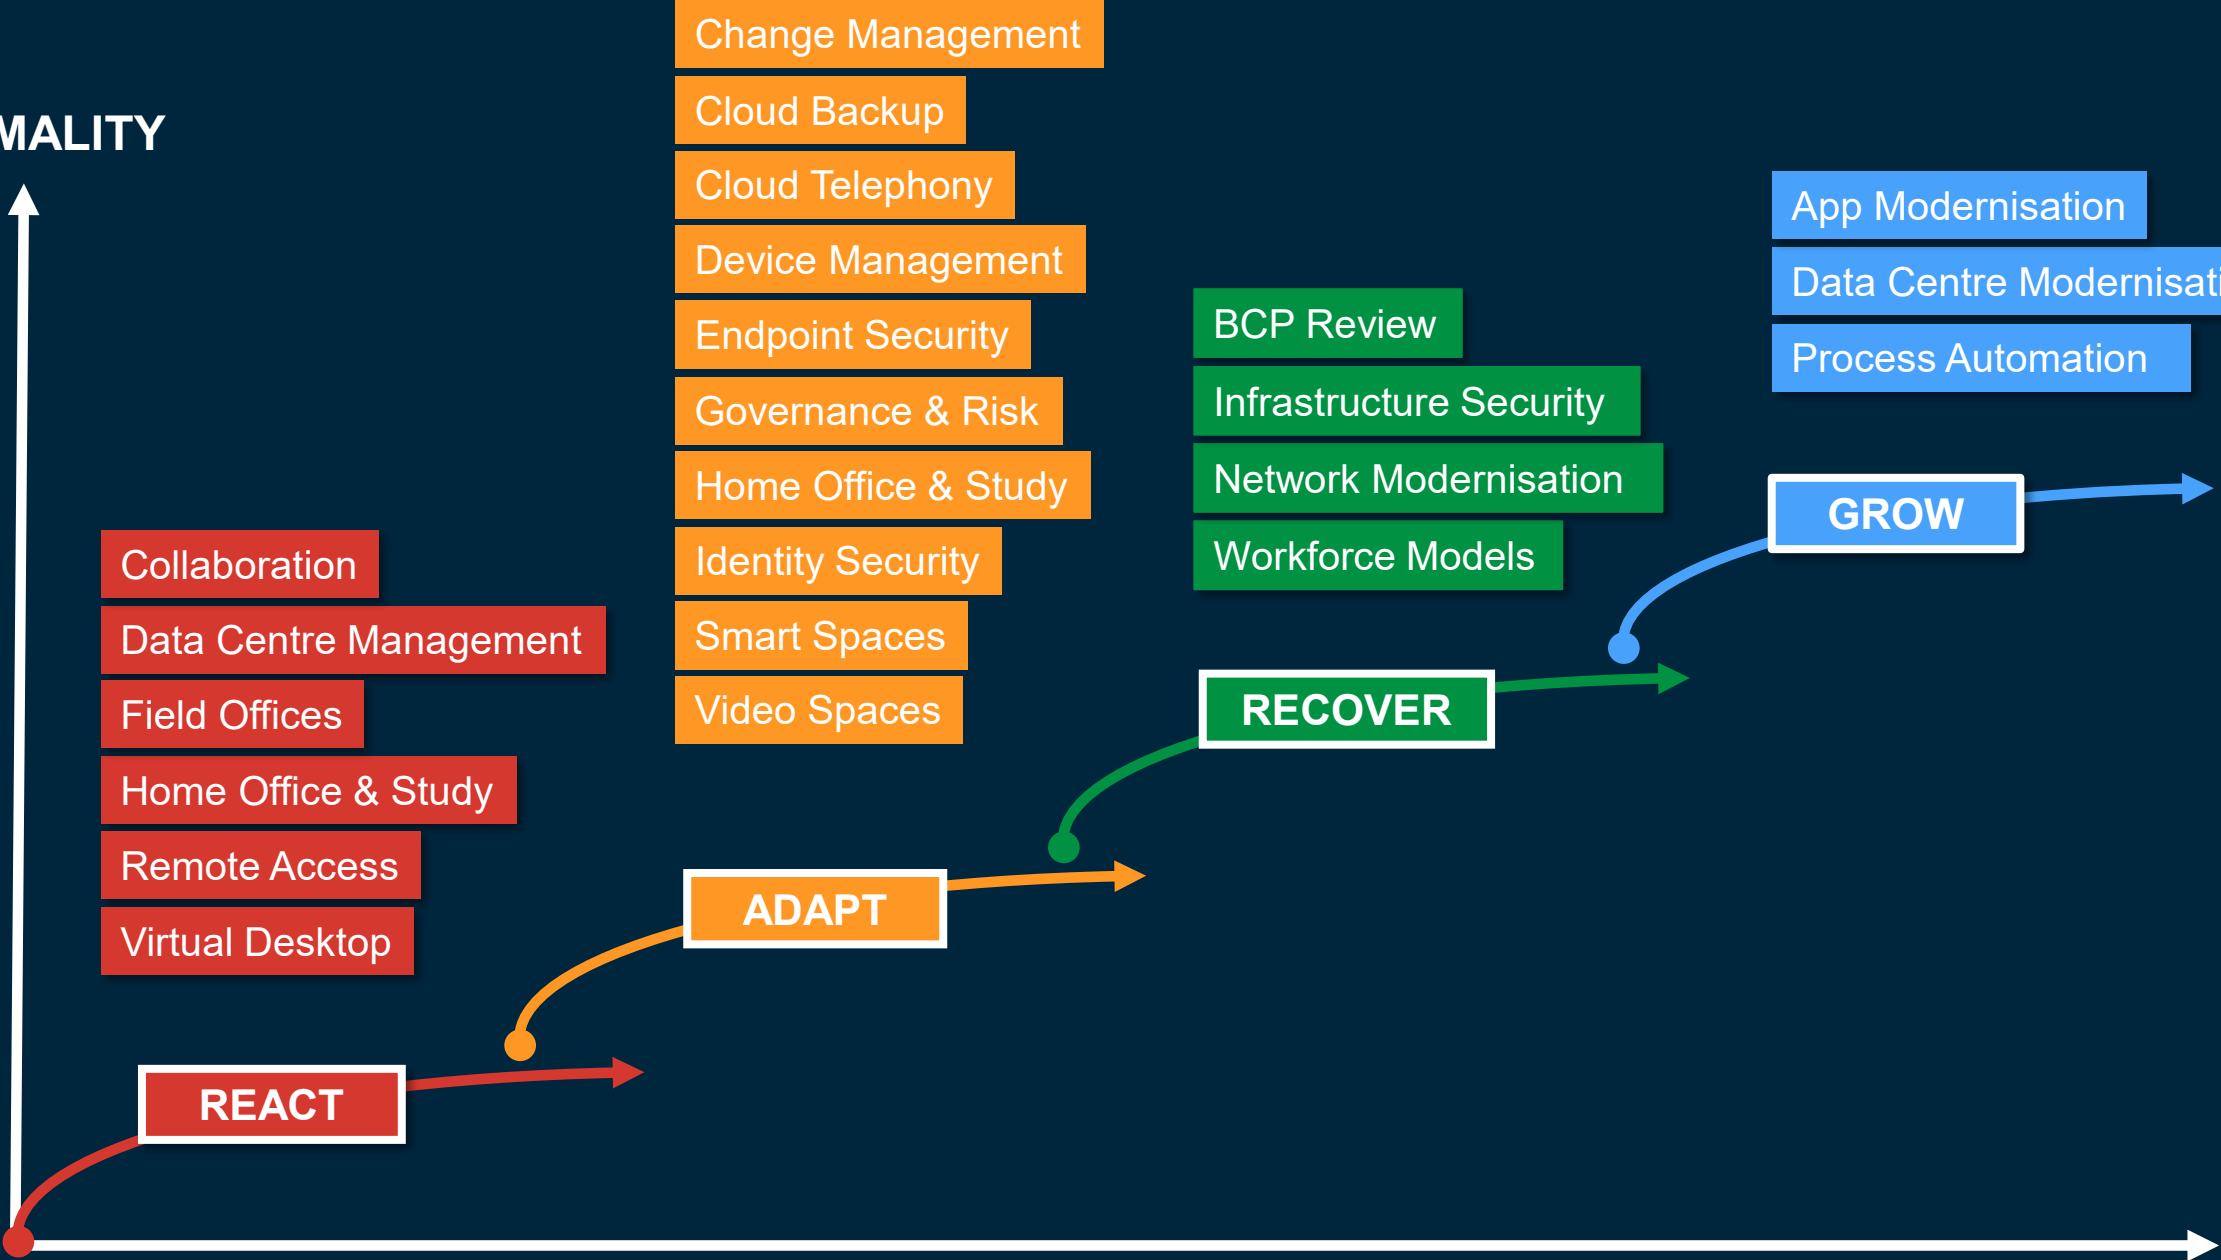 MALITY
Collaboration
Data Centre Management
Field Offices
Home Office & Study
Remote Access
Virtual Desktop
REACT
Change Management
Cloud Backup
Cloud Telephony
Device Management
Endpoint Security
Governance & Risk
Home Office & Study
Identity Security
Smart Spaces
Video Spaces
ADAPT
BCP Review
Infrastructure Security
Network Modernisation
Workforce Models
RECOVER
App Modernisation
Data Centre Modernisati
Process Automation
GROW